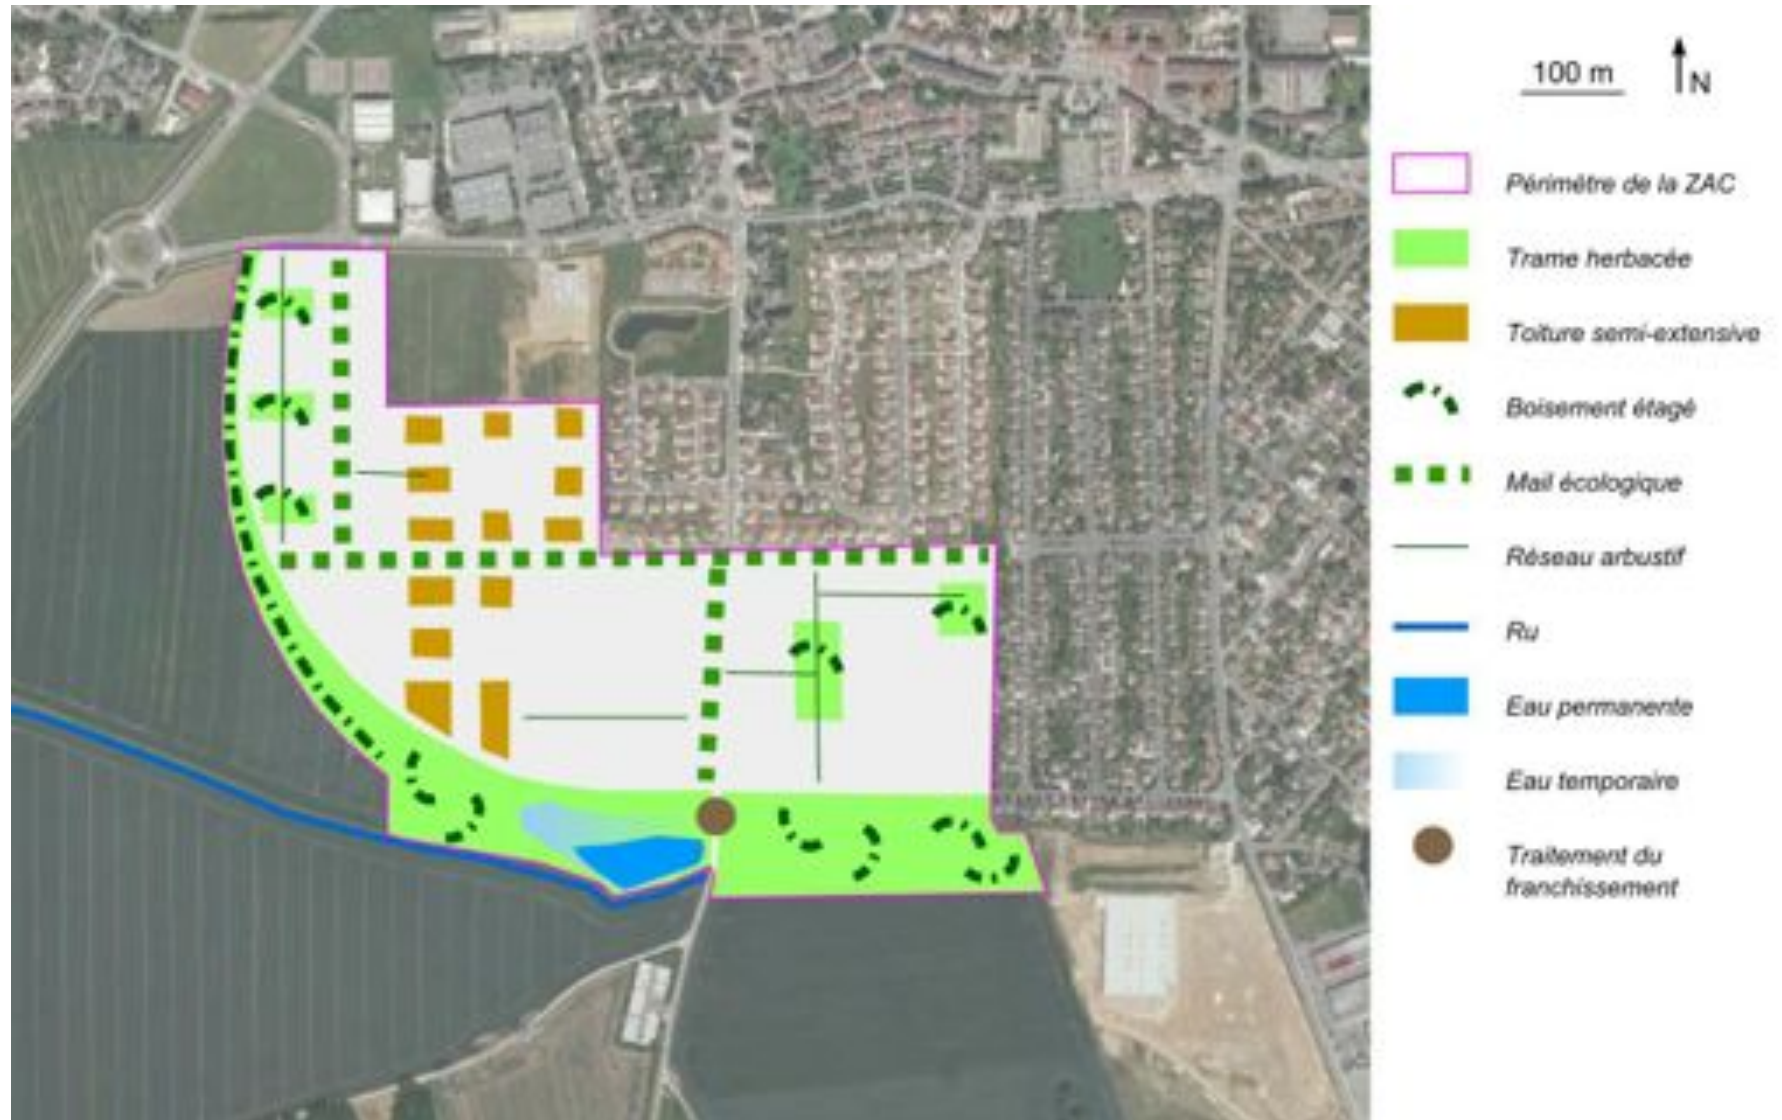 100 m
N
Périmètre de la ZAC
Trame herbacée
Toiture semi-extensive
Boisement étagé
Mail écologique
Réseau arbustif
Ru
Eau permanente
Eau temporaire
Traitement du
franchissement